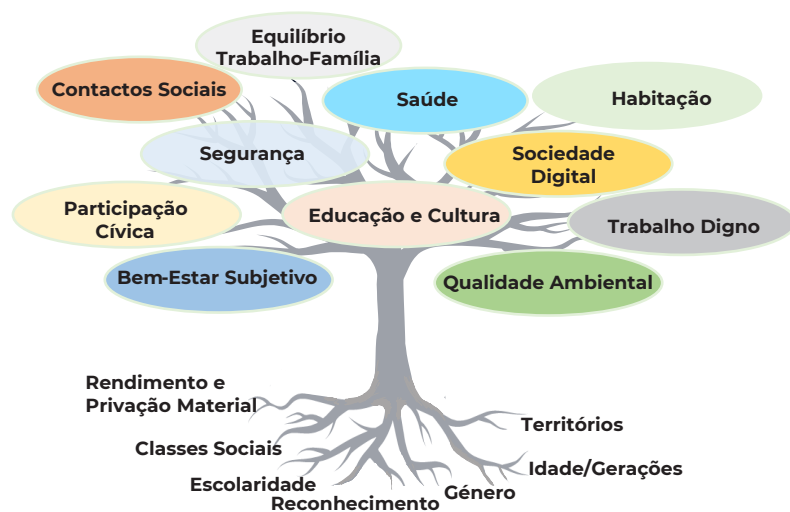 Equilíbrio
Trabalho-Família
Contactos Sociais
Saúde
Habitação
Segurança
Sociedade
Digital
Participação
Cívica
Educação e Cultura
Trabalho Digno
Bem-Estar Subjetivo
Qualidade Ambiental
Rendimento e
Privação Material
Territórios
Classes Sociais
Idade/Gerações
Escolaridade
Género
Reconhecimento